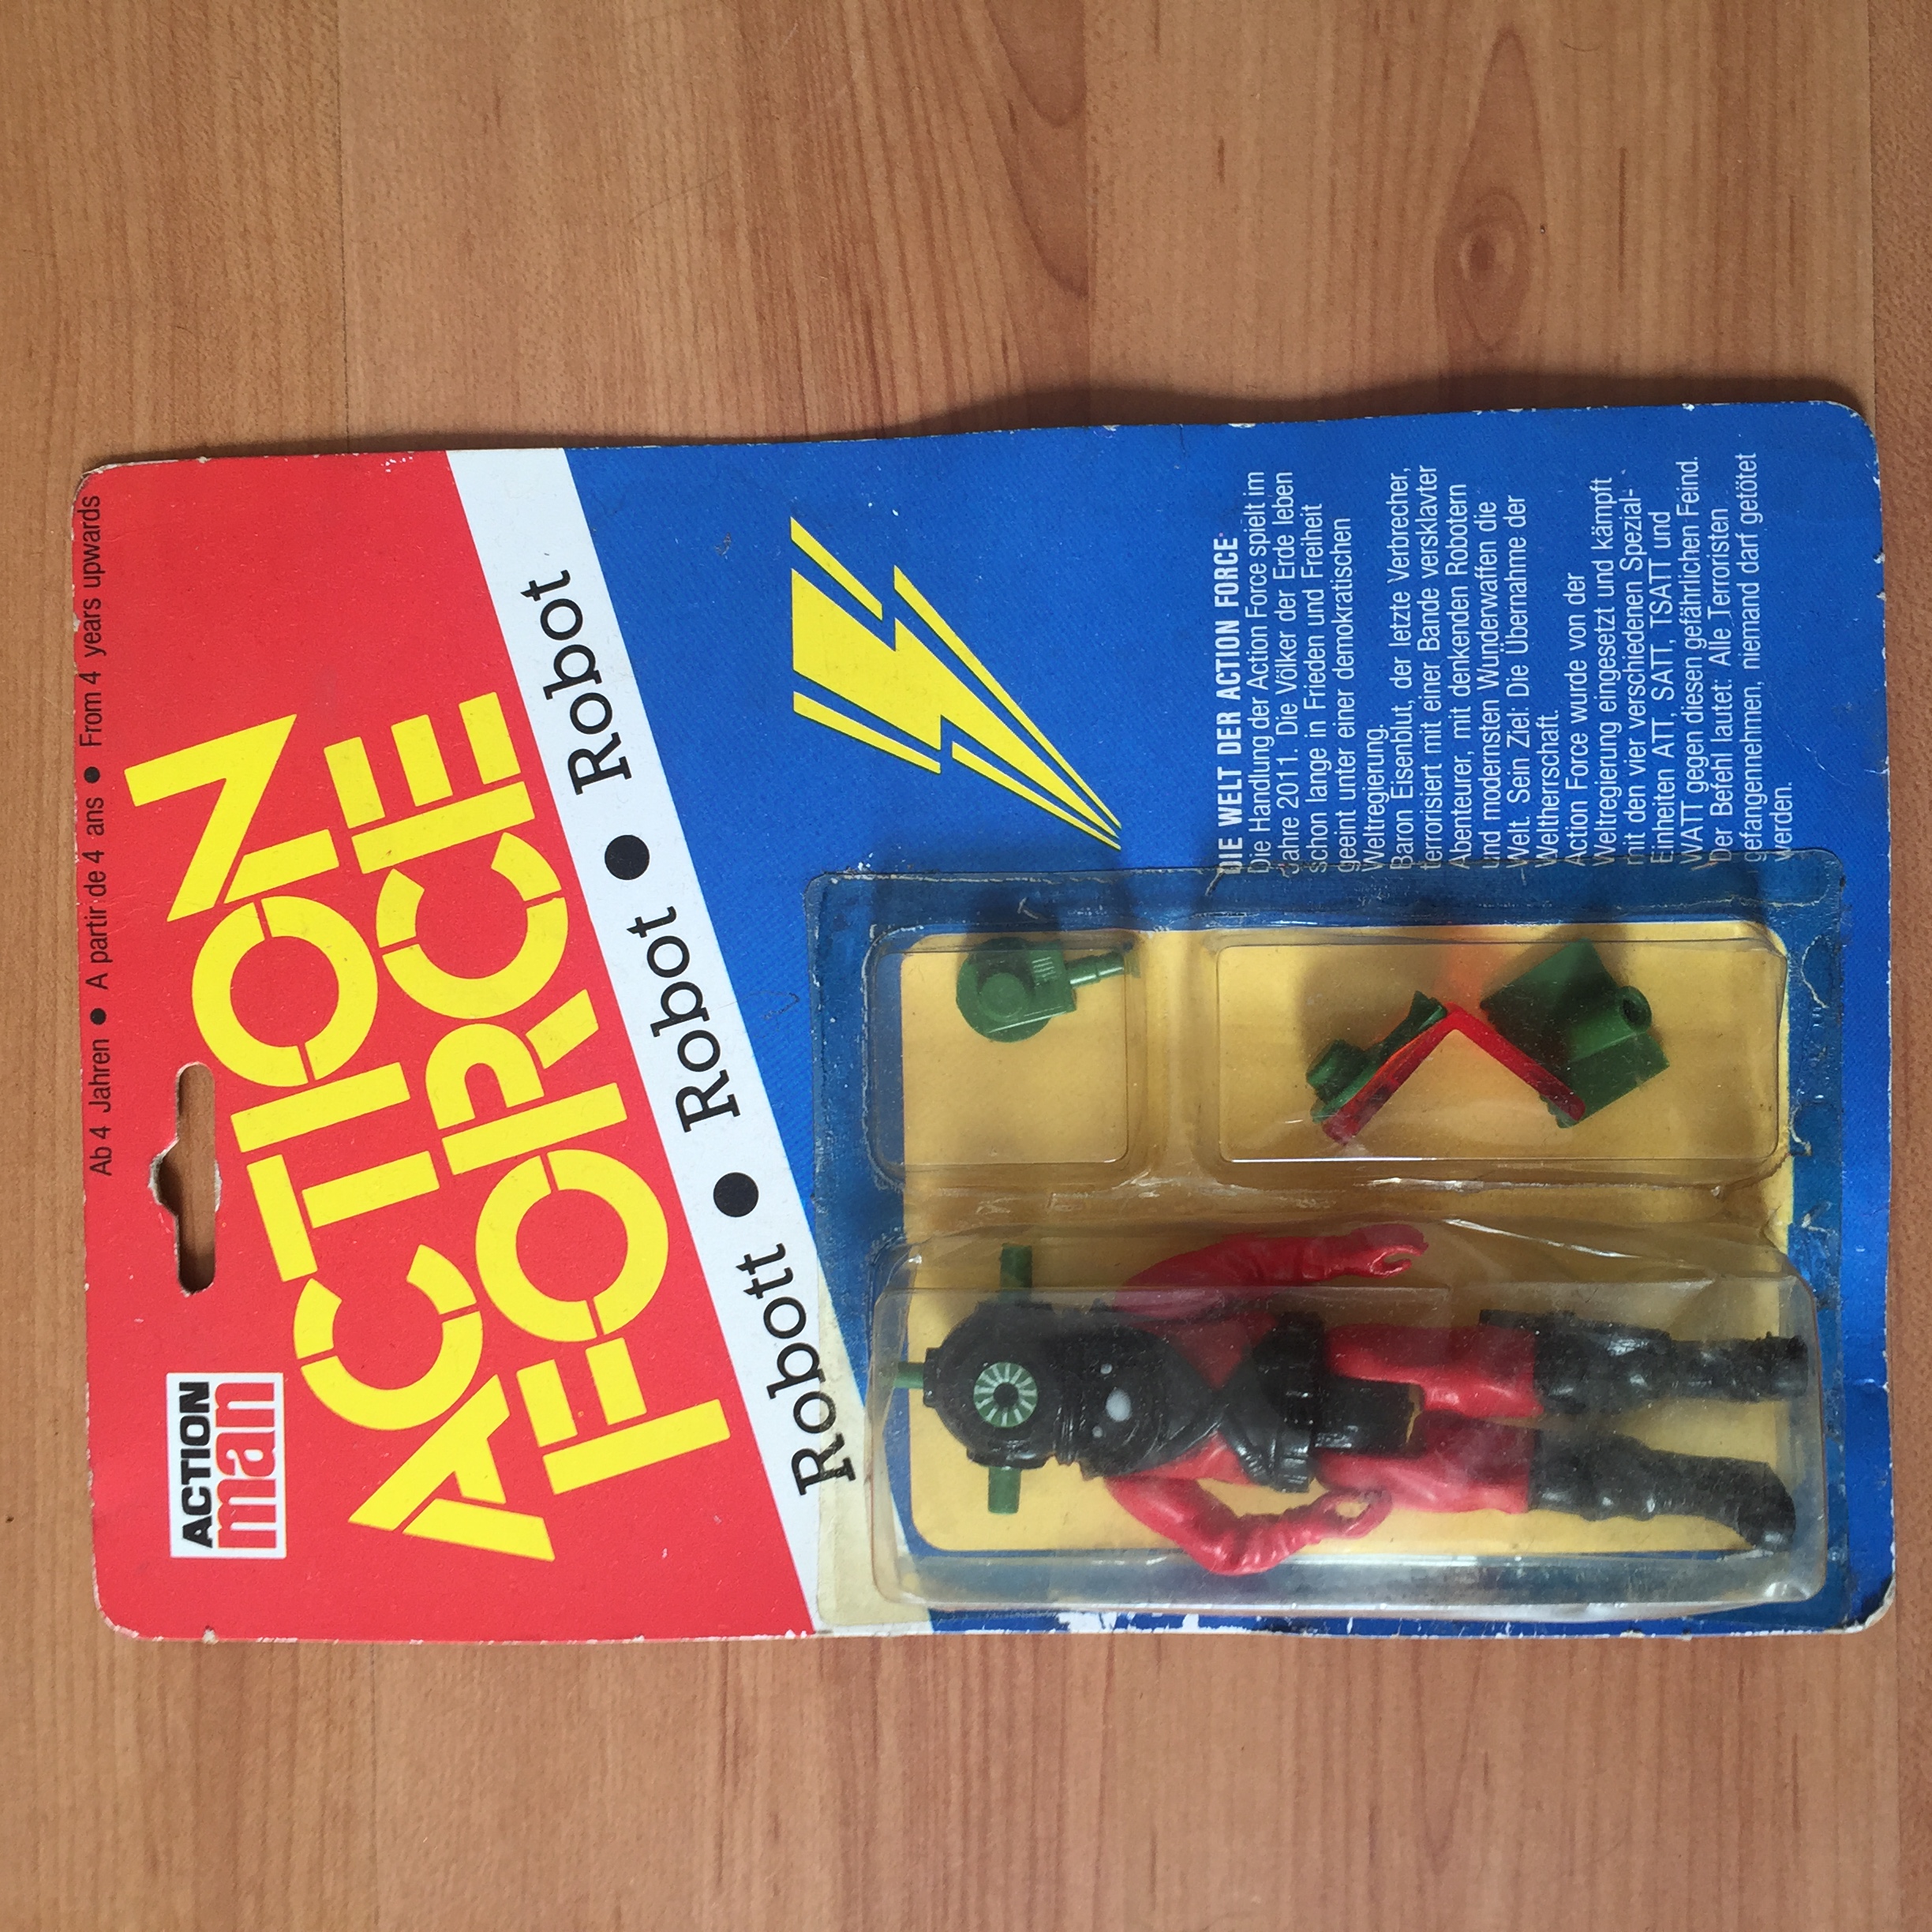 Ab 4 Jahren ● A partir de 4 ans ● From 4 years upwards
ACTION
man
ACTION
FORCE
Robott ● Robot ● Robot
DIE WELT DER ACTION FORCE
Die Handlung der Action Force spielt im
Jahre 2011. Die Völker der Erde leben
schon lange in Frieden und Freiheit
geeint unter einer demokratischen
Weltregierung.
Baron Eisenblut, der letzte Verbrecher,
terrorisiert mit einer Bande versklavter
Abenteurer, mit denkenden Robotern
und modernsten Wunderwaffen die
Welt. Sein Ziel: Die Übernahme der
Weltherrschaft.
Action Force wurde von der
Weltregierung eingesetzt und kämpft
mit den vier verschiedenen Spezial-
Einheiten ATT, SATT, TSATT und
WATT gegen diesen gefährlichen Feind.
Der Befehl lautet: Alle Terroristen
gefangennehmen, niemand darf getötet
werden.